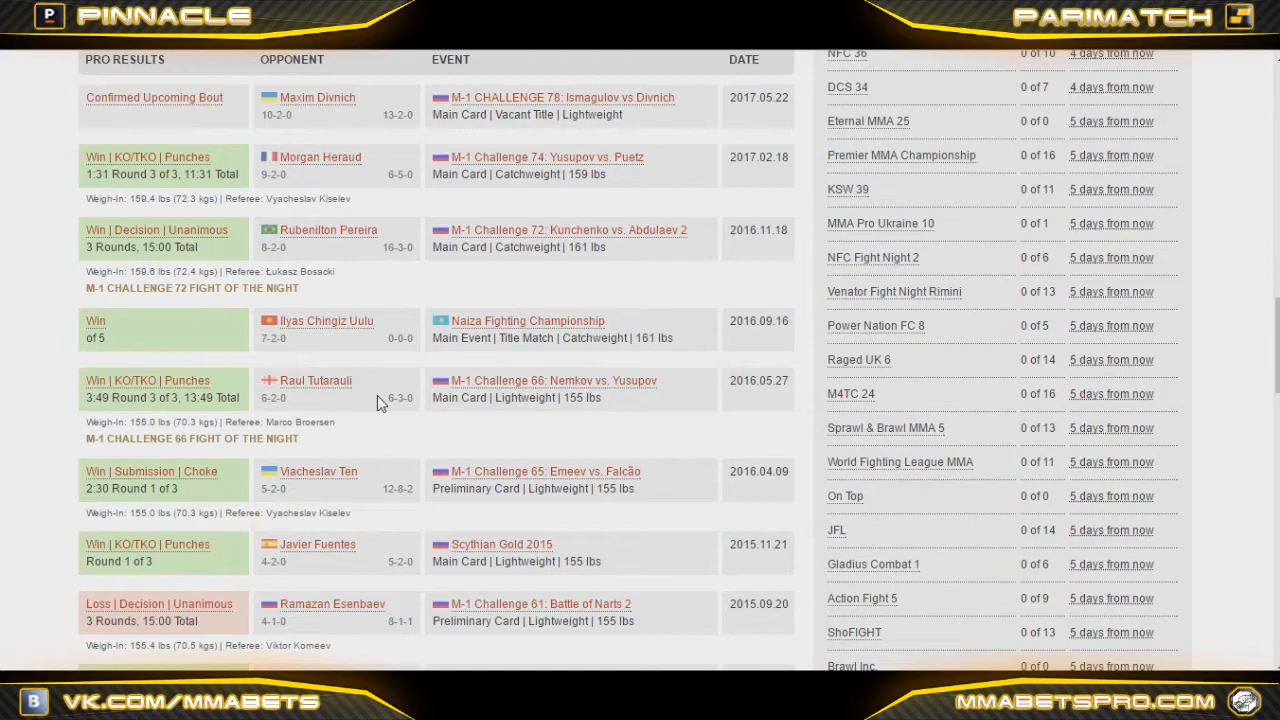 P PINNACLE
PARIMATCH
PRO RESULTS OPPONENT EVENT DATE
Confirmed Upcoming Bout Maxim Divnich M-1 CHALLENGE 78: Ismagulov vs Divnich 2017.05.22
10-2-0 13-2-0 Main Card | Vacant Title | Lightweight
Win | KO/TKO | Punches Morgan Heraud M-1 Challenge 74: Yusupov vs. Puetz 2017.02.18
1:31 Round 3 of 3, 11:31 Total 9-2-0 6-5-0 Main Card | Catchweight | 159 lbs
Weigh-In: 159.4 lbs (72.3 kgs) | Referee: Vyacheslav Kiselev
Win | Decision | Unanimous Rubenilton Pereira M-1 Challenge 72: Kunchenko vs. Abdulaev 2 2016.11.18
3 Rounds, 15:00 Total 8-2-0 16-3-0 Main Card | Catchweight | 161 lbs
Weigh-In: 159.6 lbs (72.4 kgs) | Referee: Łukasz Bosacki
M-1 CHALLENGE 72 FIGHT OF THE NIGHT
Win Ilyas Chingiz Uulu Naiza Fighting Championship 2016.09.16
of 5 7-2-0 0-0-0 Main Event | Title Match | Catchweight | 161 lbs
Win | KO/TKO | Punches Raul Tutarauli M-1 Challenge 66: Nemkov vs. Yusupov 2016.05.27
3:49 Round 3 of 3, 13:49 Total 6-2-0 6-3-0 Main Card | Lightweight | 155 lbs
Weigh-In: 155.0 lbs (70.3 kgs) | Referee: Marco Broersen
M-1 CHALLENGE 66 FIGHT OF THE NIGHT
Win | Submission | Choke Viacheslav Ten M-1 Challenge 65: Emeev vs. Falcão 2016.04.09
2:30 Round 1 of 3 5-2-0 12-8-2 Preliminary Card | Lightweight | 155 lbs
Weigh-In: 155.0 lbs (70.3 kgs) | Referee: Vyacheslav Kiselev
Win | KO/TKO | Punches Javier Fuentes Scythian Gold 2015 2015.11.21
Round 1 of 3 4-2-0 5-2-0 Main Card | Lightweight | 155 lbs
Loss | Decision | Unanimous Ramazan Esenbaev M-1 Challenge 61: Battle of Narts 2 2015.09.20
3 Rounds, 15:00 Total 4-1-0 8-1-1 Preliminary Card | Lightweight | 155 lbs
Weigh-In: 155.4 lbs (70.5 kgs) | Referee: Viktor Korneev
NFC 36 0 of 10 4 days from now
DCS 34 0 of 7 4 days from now
Eternal MMA 25 0 of 0 5 days from now
Premier MMA Championship 0 of 16 5 days from now
KSW 39 0 of 11 5 days from now
MMA Pro Ukraine 10 0 of 1 5 days from now
NFC Fight Night 2 0 of 6 5 days from now
Venator Fight Night Rimini 0 of 13 5 days from now
Power Nation FC 8 0 of 5 5 days from now
Raged UK 6 0 of 14 5 days from now
M4TC 24 0 of 16 5 days from now
Sprawl & Brawl MMA 5 0 of 13 5 days from now
World Fighting League MMA 0 of 11 5 days from now
On Top 0 of 0 5 days from now
JFL 0 of 14 5 days from now
Gladius Combat 1 0 of 6 5 days from now
Action Fight 5 0 of 9 5 days from now
ShoFIGHT 0 of 13 5 days from now
Brawl Inc. 0 of 0 5 days from now
B VK.COM/MMABETS
MMABETSPRO.COM